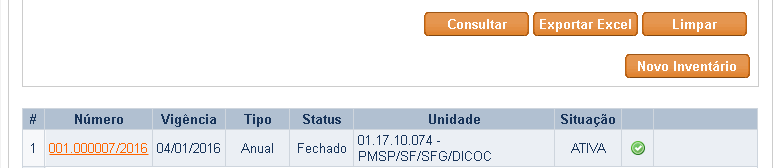 Consultar Exportar Excel Limpar
Novo Inventário
# Número Vigência Tipo Status Unidade Situação
1 001.000007/2016 04/01/2016 Anual Fechado 01.17.10.074 - PMSP/SF/SFG/DICOC ATIVA